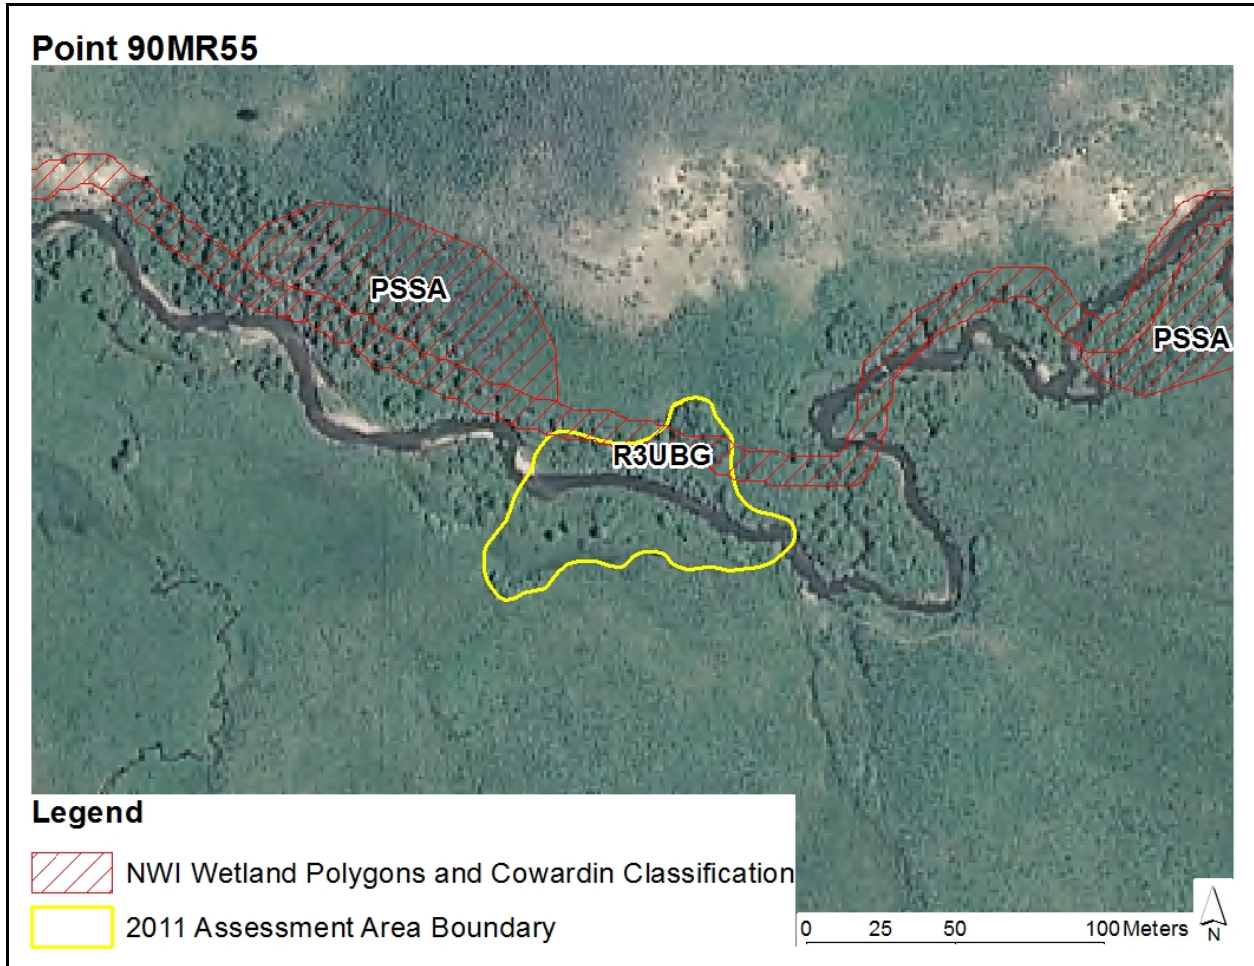 Point 90MR55
PSSA
PSSA
R3UBG
Legend
NWI Wetland Polygons and Cowardin Classification
2011 Assessment Area Boundary
0 25 50 100 Meters
N